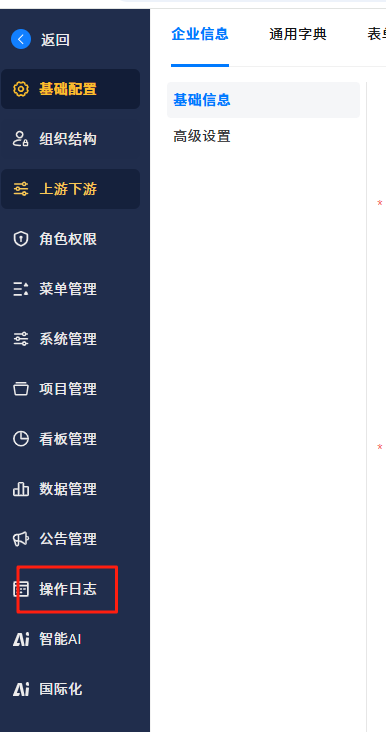 返回
基础配置
组织结构
上游下游
角色权限
菜单管理
系统管理
项目管理
看板管理
数据管理
公告管理
操作日志
智能AI
国际化
企业信息 通用字典
基础信息
高级设置
*
*